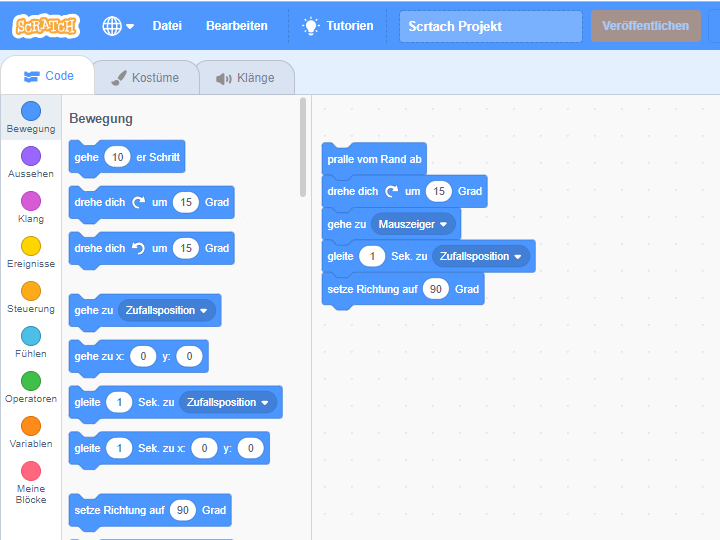 SCRATCH Datei Bearbeiten Tutorien Scrtach Projekt Veröffentlichen
Code Kostüme Klänge
Bewegung
Aussehen
Klang
Ereignisse
Steuerung
Fühlen
Operatoren
Variablen
Meine
Blöcke
Bewegung
gehe 10 er Schritt
drehe dich um 15 Grad
drehe dich um 15 Grad
gehe zu Zufallsposition
gehe zu x: 0 y: 0
gleite 1 Sek. zu Zufallsposition
gleite 1 Sek. zu x: 0 y: 0
setze Richtung auf 90 Grad
pralle vom Rand ab
drehe dich um 15 Grad
gehe zu Mauszeiger
gleite 1 Sek. zu Zufallsposition
setze Richtung auf 90 Grad